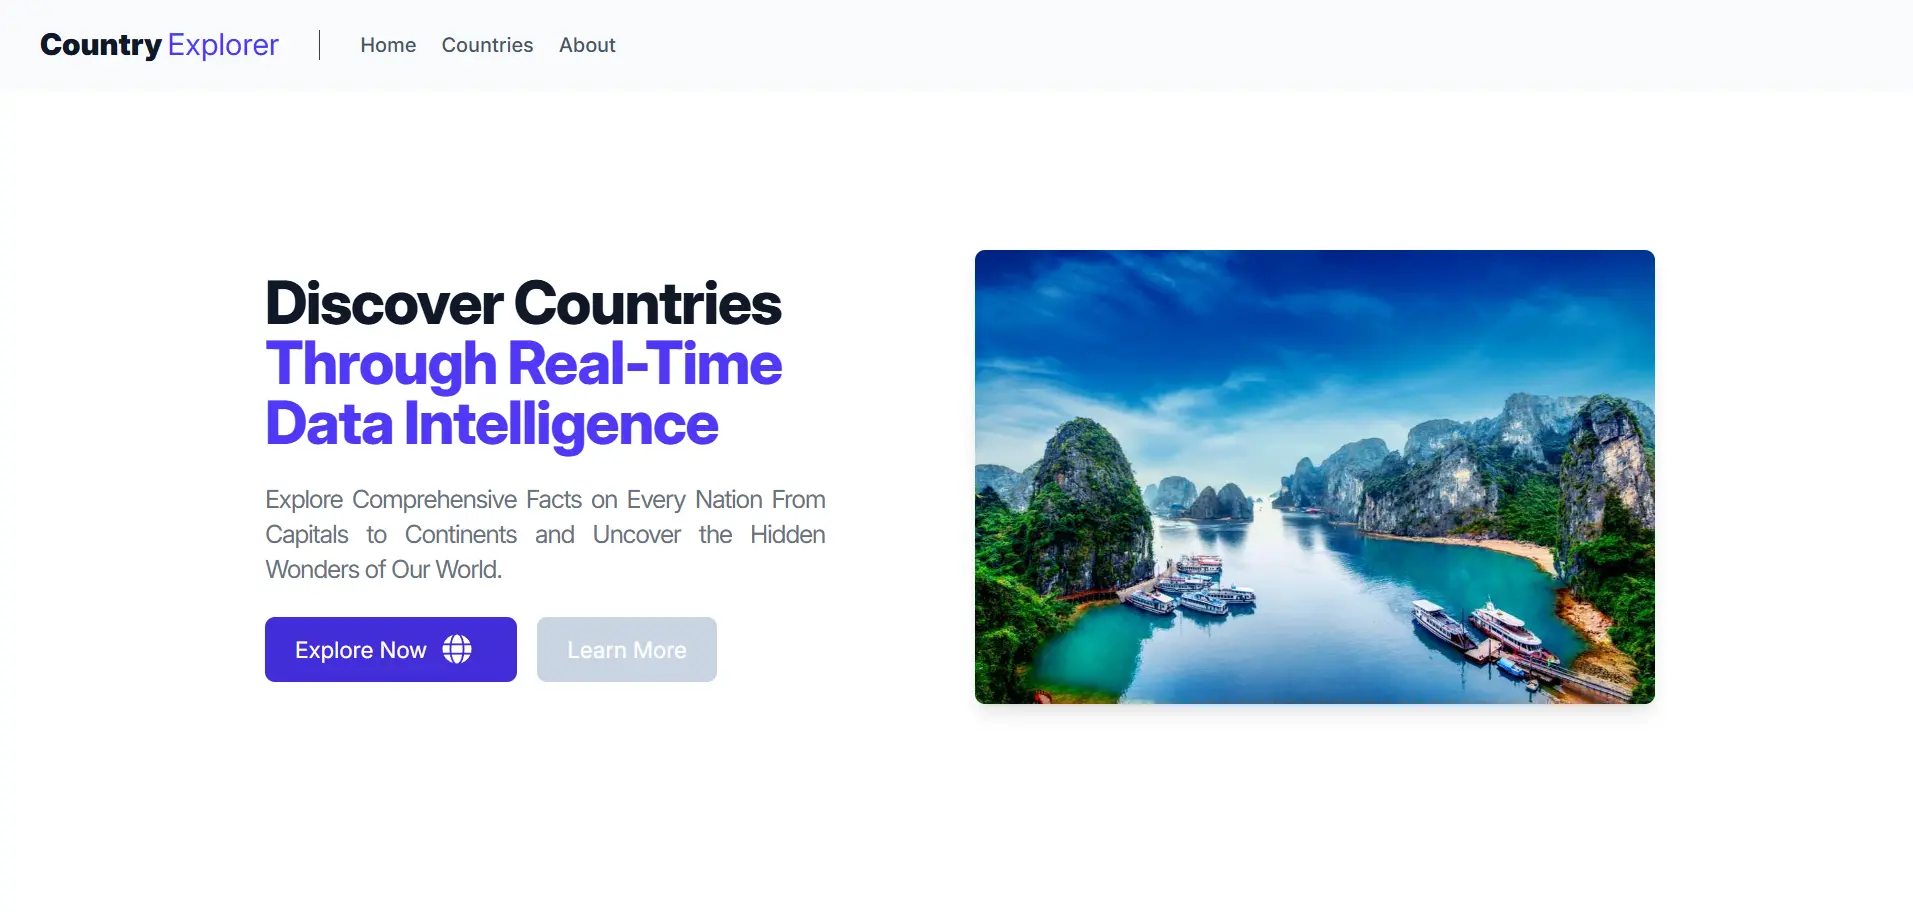 Country Explorer
Home
Countries
About
Discover Countries
Through Real-Time
Data Intelligence
Explore Comprehensive Facts on Every Nation From
Capitals to Continents and Uncover the Hidden
Wonders of Our World.
Explore Now
Learn More